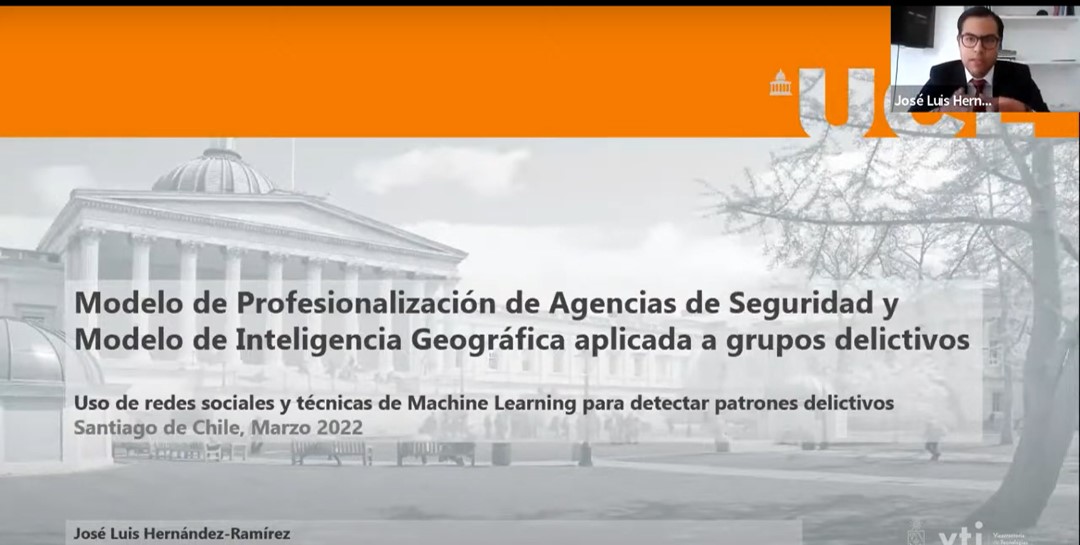 José Luis Hern...
Modelo de Profesionalización de Agencias de Seguridad y
Modelo de Inteligencia Geográfica aplicada a grupos delictivos
Uso de redes sociales y técnicas de Machine Learning para detectar patrones delictivos
Santiago de Chile, Marzo 2022
José Luis Hernández-Ramírez
vti